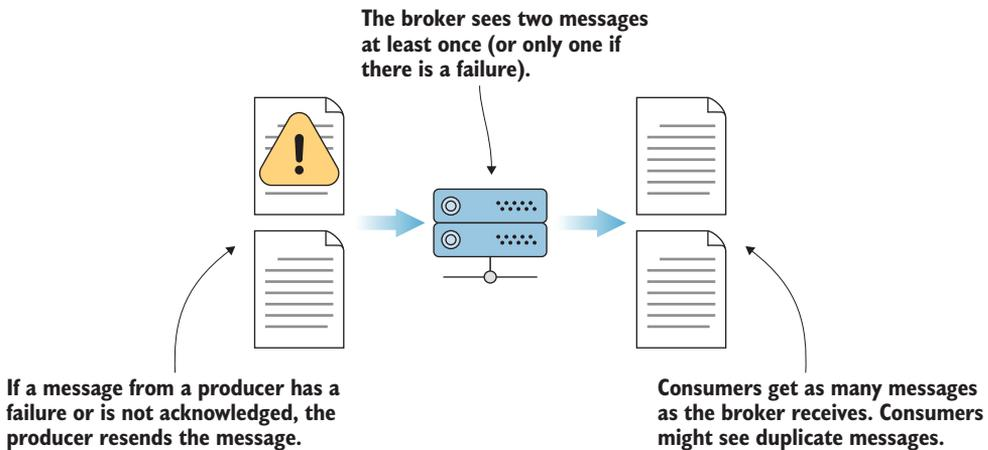 The broker sees two messages
at least once (or only one if
there is a failure).
If a message from a producer has a
failure or is not acknowledged, the
producer resends the message.
Consumers get as many messages
as the broker receives. Consumers
might see duplicate messages.